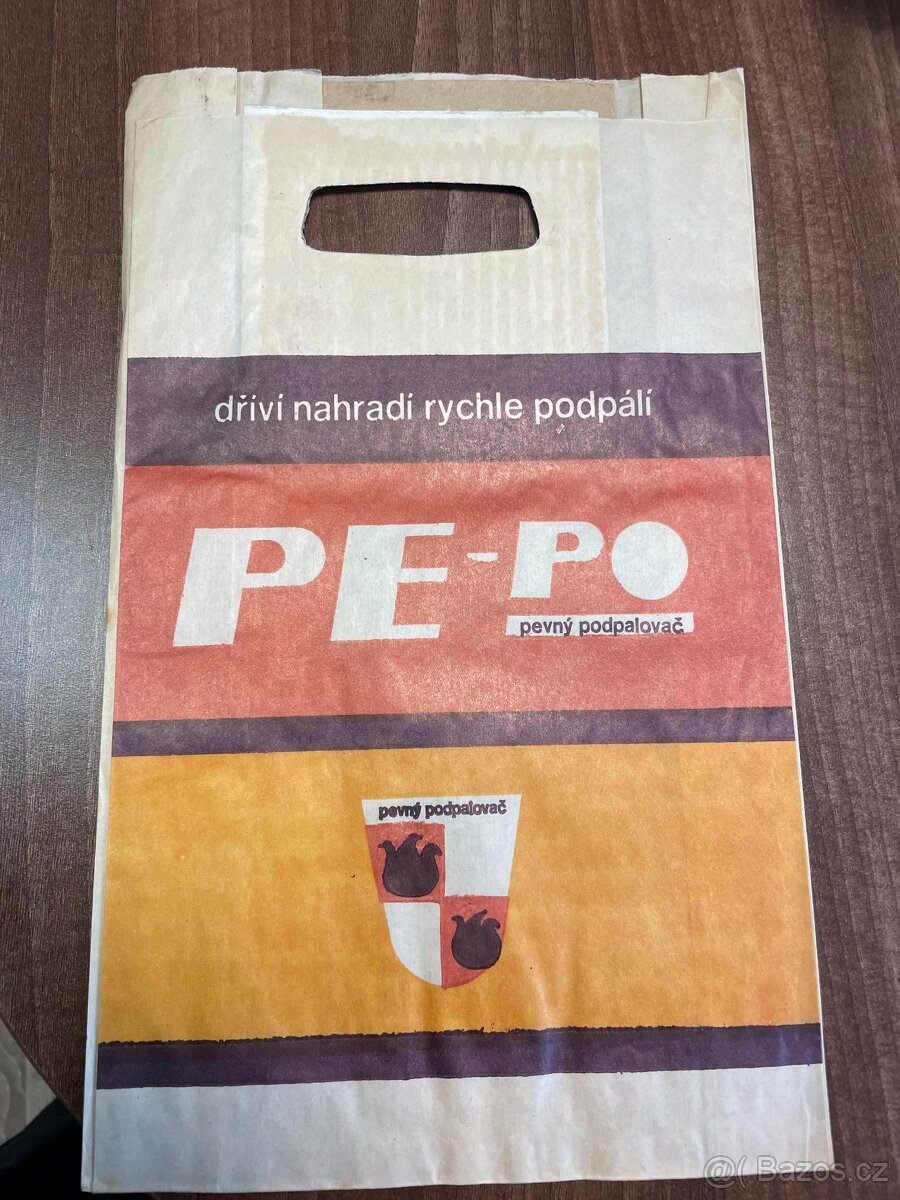 dříví nahradí rychle podpálí
PE-PO
pevný podpalovač
pevný podpalovač
@( Bazos.cz